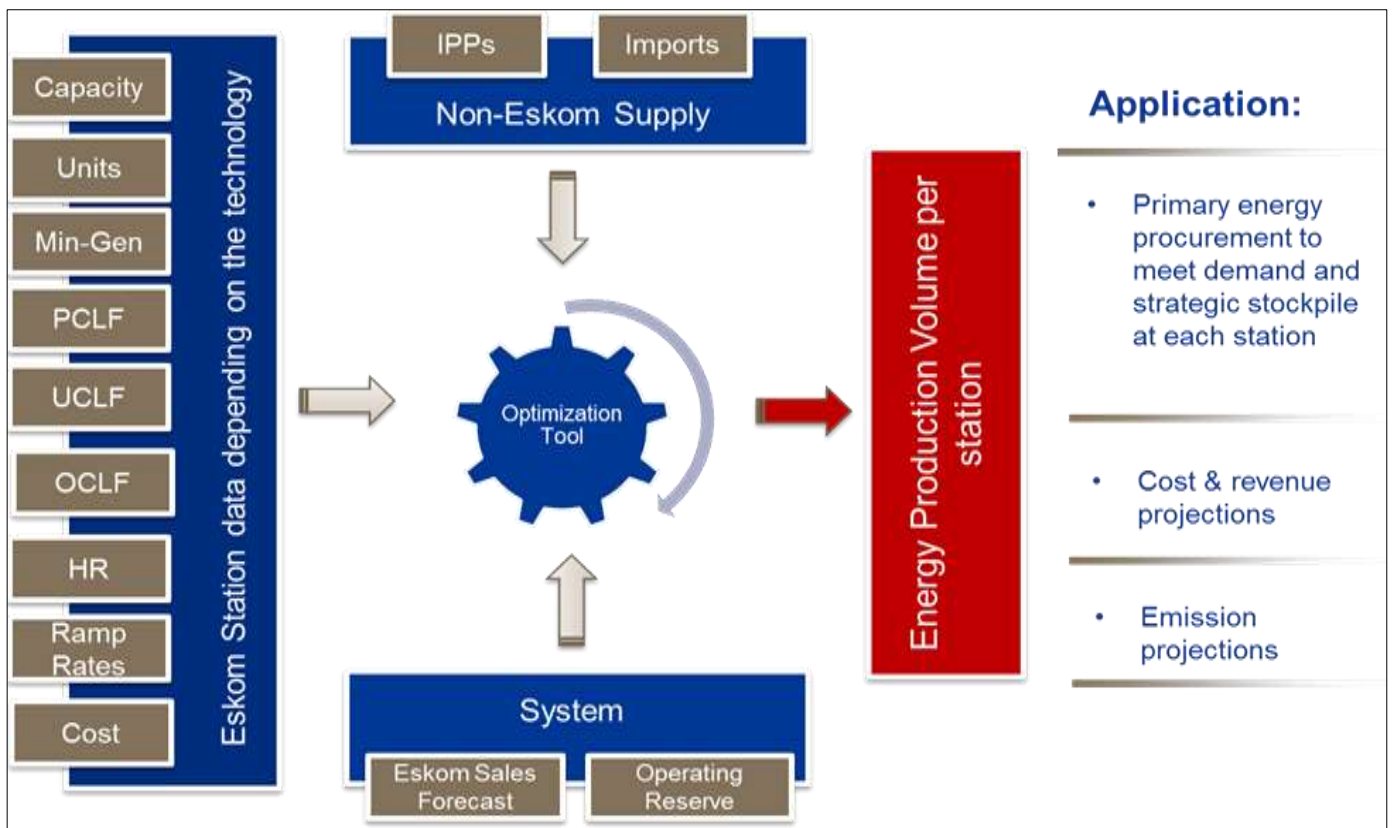 Capacity
Units
Min-Gen
PCLF
UCLF
OCLF
HR
Ramp
Rates
Cost
Eskom Station data depending on the technology
IPPs
Imports
Non-Eskom Supply
Optimization
Tool
System
Eskom Sales
Forecast
Operating
Reserve
Energy Production Volume per
station
Application:
• Primary energy
procurement to
meet demand and
strategic stockpile
at each station
• Cost & revenue
projections
• Emission
projections